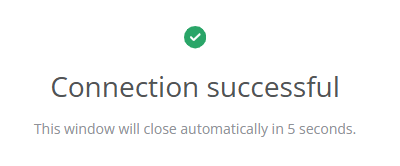 Connection successful
This window will close automatically in 5 seconds.